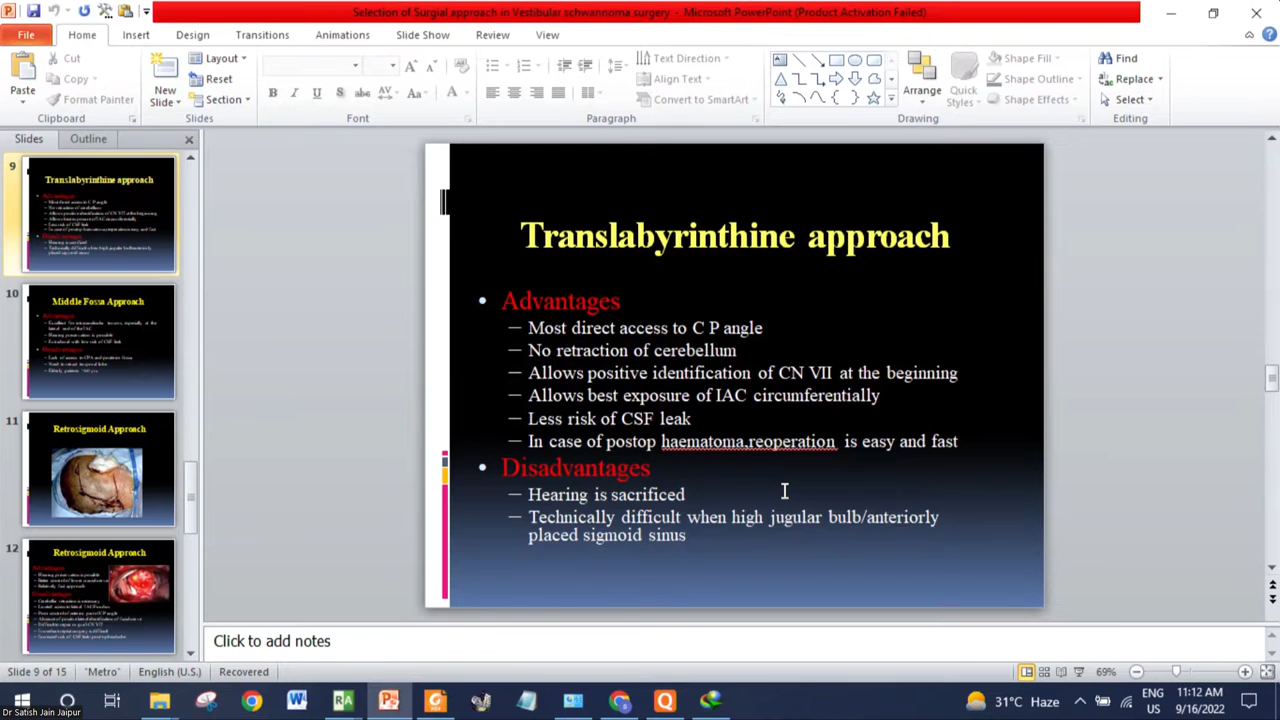 Selection of Surgial approach in Vestibular schwannoma surgery - Microsoft PowerPoint (Product Activation Failed)
File Home Insert Design Transitions Animations Slide Show Review View
Paste
Cut
Copy
Format Painter
Clipboard
New Slide
Layout
Reset
Section
Slides
B I U S abc AV Aa A
Font
Text Direction
Align Text
Convert to SmartArt
Paragraph
Arrange
Quick Styles
Shape Fill
Shape Outline
Shape Effects
Drawing
Find
Replace
Select
Editing
Slides Outline
9
Translabyrinthine approach
10
Middle Fossa Approach
11
Retrosigmoid Approach
12
Retrosigmoid Approach
Translabyrinthine approach
• Advantages
– Most direct access to C P angle
– No retraction of cerebellum
– Allows positive identification of CN VII at the beginning
– Allows best exposure of IAC circumferentially
– Less risk of CSF leak
– In case of postop haematoma,reoperation is easy and fast
• Disadvantages
– Hearing is sacrificed
– Technically difficult when high jugular bulb/anteriorly
placed sigmoid sinus
Click to add notes
Slide 9 of 15 "Metro" English (U.S.) Recovered 69%
31°C Haze ENG US 11:12 AM 9/16/2022
Dr Satish Jain Jaipur